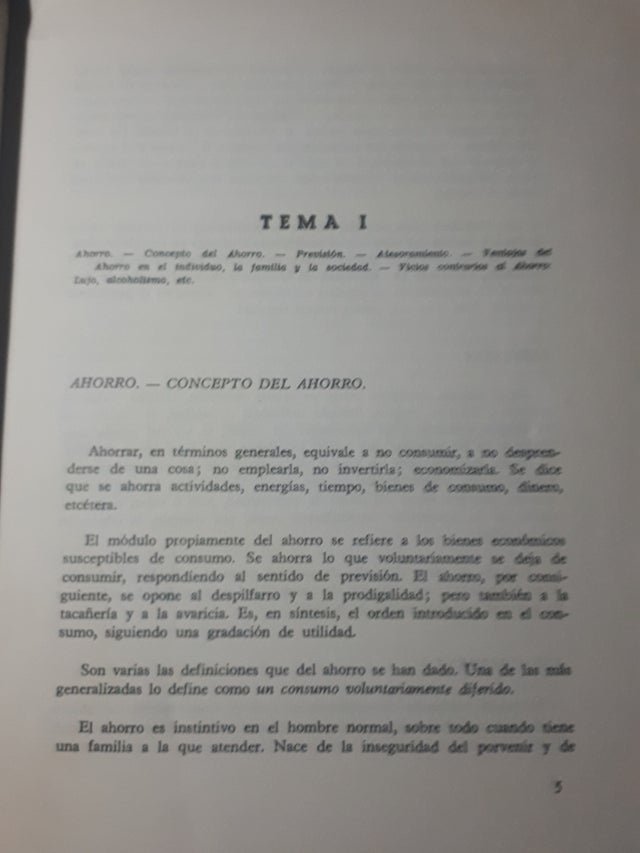 TEMA I
Ahorro. — Concepto del Ahorro. — Previsión. — Atesoramiento. — Ventajas del
Ahorro en el individuo, la familia y la sociedad. — Vicios contrarios al Ahorro:
Lujo, alcoholismo, etc.
AHORRO. — CONCEPTO DEL AHORRO.
Ahorrar, en términos generales, equivale a no consumir, a no despren-
derse de una cosa; no emplearla, no invertirla; economizarla. Se dice
que se ahorra actividades, energías, tiempo, bienes de consumo, dinero,
etcétera.
El módulo propiamente del ahorro se refiere a los bienes económicos
susceptibles de consumo. Se ahorra lo que voluntariamente se deja de
consumir, respondiendo al sentido de previsión. El ahorro, por consi-
guiente, se opone al despilfarro y a la prodigalidad; pero también a la
tacañería y a la avaricia. Es, en síntesis, el orden introducido en el con-
sumo, siguiendo una gradación de utilidad.
Son varias las definiciones que del ahorro se han dado. Una de las más
generalizadas lo define como un consumo voluntariamente diferido.
El ahorro es instintivo en el hombre normal, sobre todo cuando tiene
una familia a la que atender. Nace de la inseguridad del porvenir y de
5